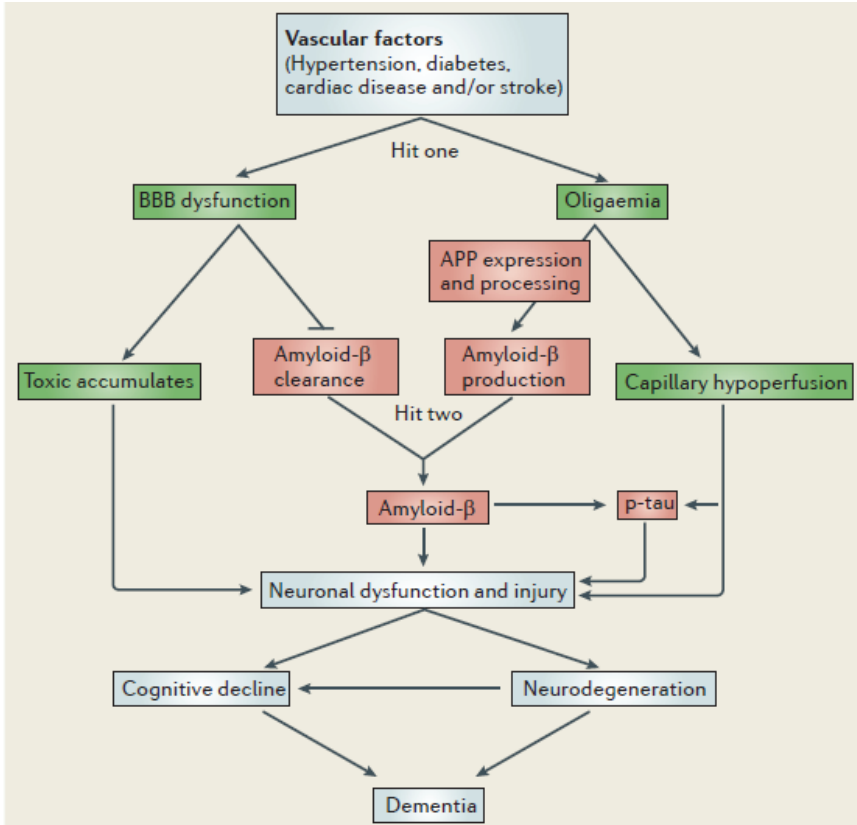 Vascular factors
(Hypertension, diabetes,
cardiac disease and/or stroke)
Hit one
BBB dysfunction
Oligaemia
APP expression
and processing
Toxic accumulates
Amyloid-β
clearance
Amyloid-β
production
Capillary hypoperfusion
Hit two
Amyloid-β
p-tau
Neuronal dysfunction and injury
Cognitive decline
Neurodegeneration
Dementia